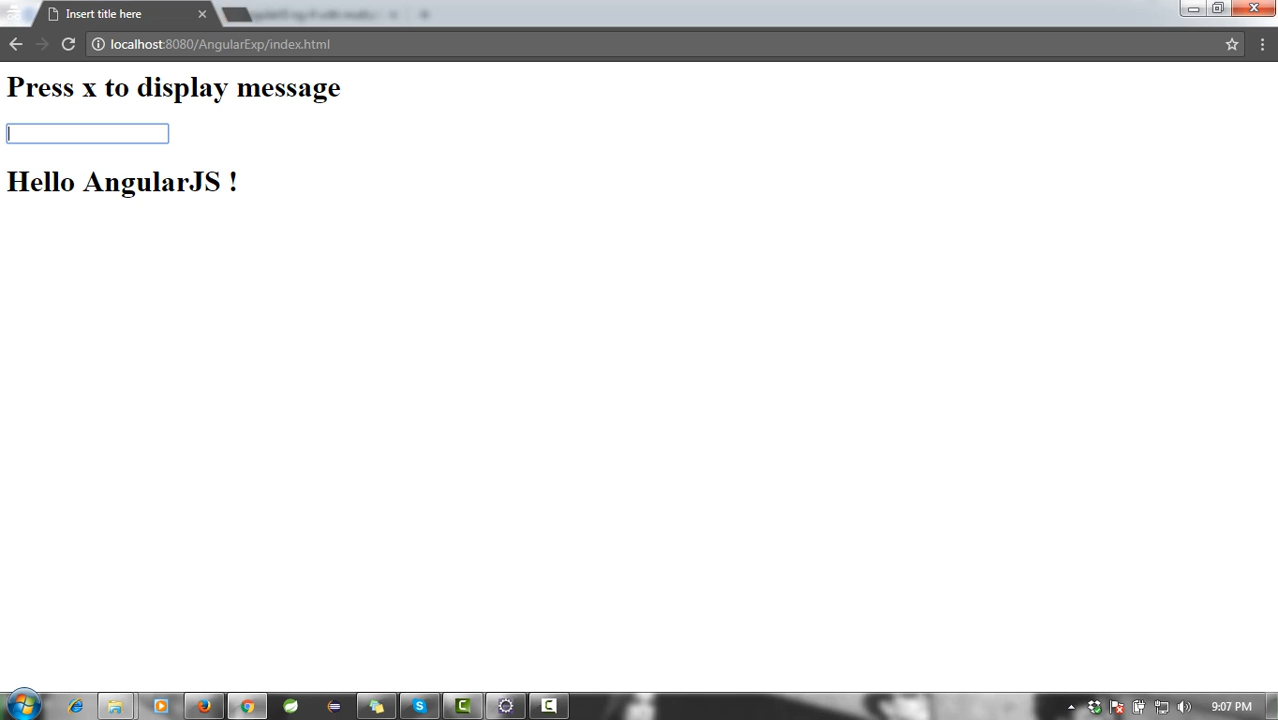 Insert title here
localhost:8080/AngularExp/index.html
Press x to display message
Hello AngularJS !
9:07 PM